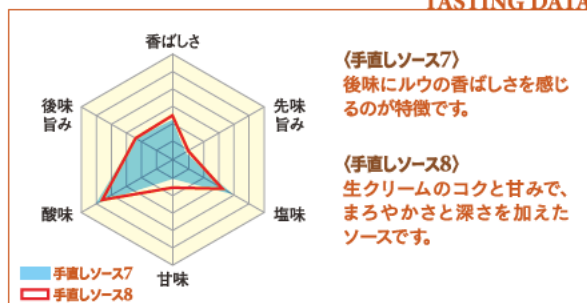 TASTING DATA
香ばしさ
先味
旨み
塩味
甘味
酸味
後味
旨み
手直しソース7
手直しソース8
〈手直しソース7〉
後味にルウの香ばしさを感じ
るのが特徴です。
〈手直しソース8〉
生クリームのコクと甘みで、
まろやかさと深さを加えた
ソースです。